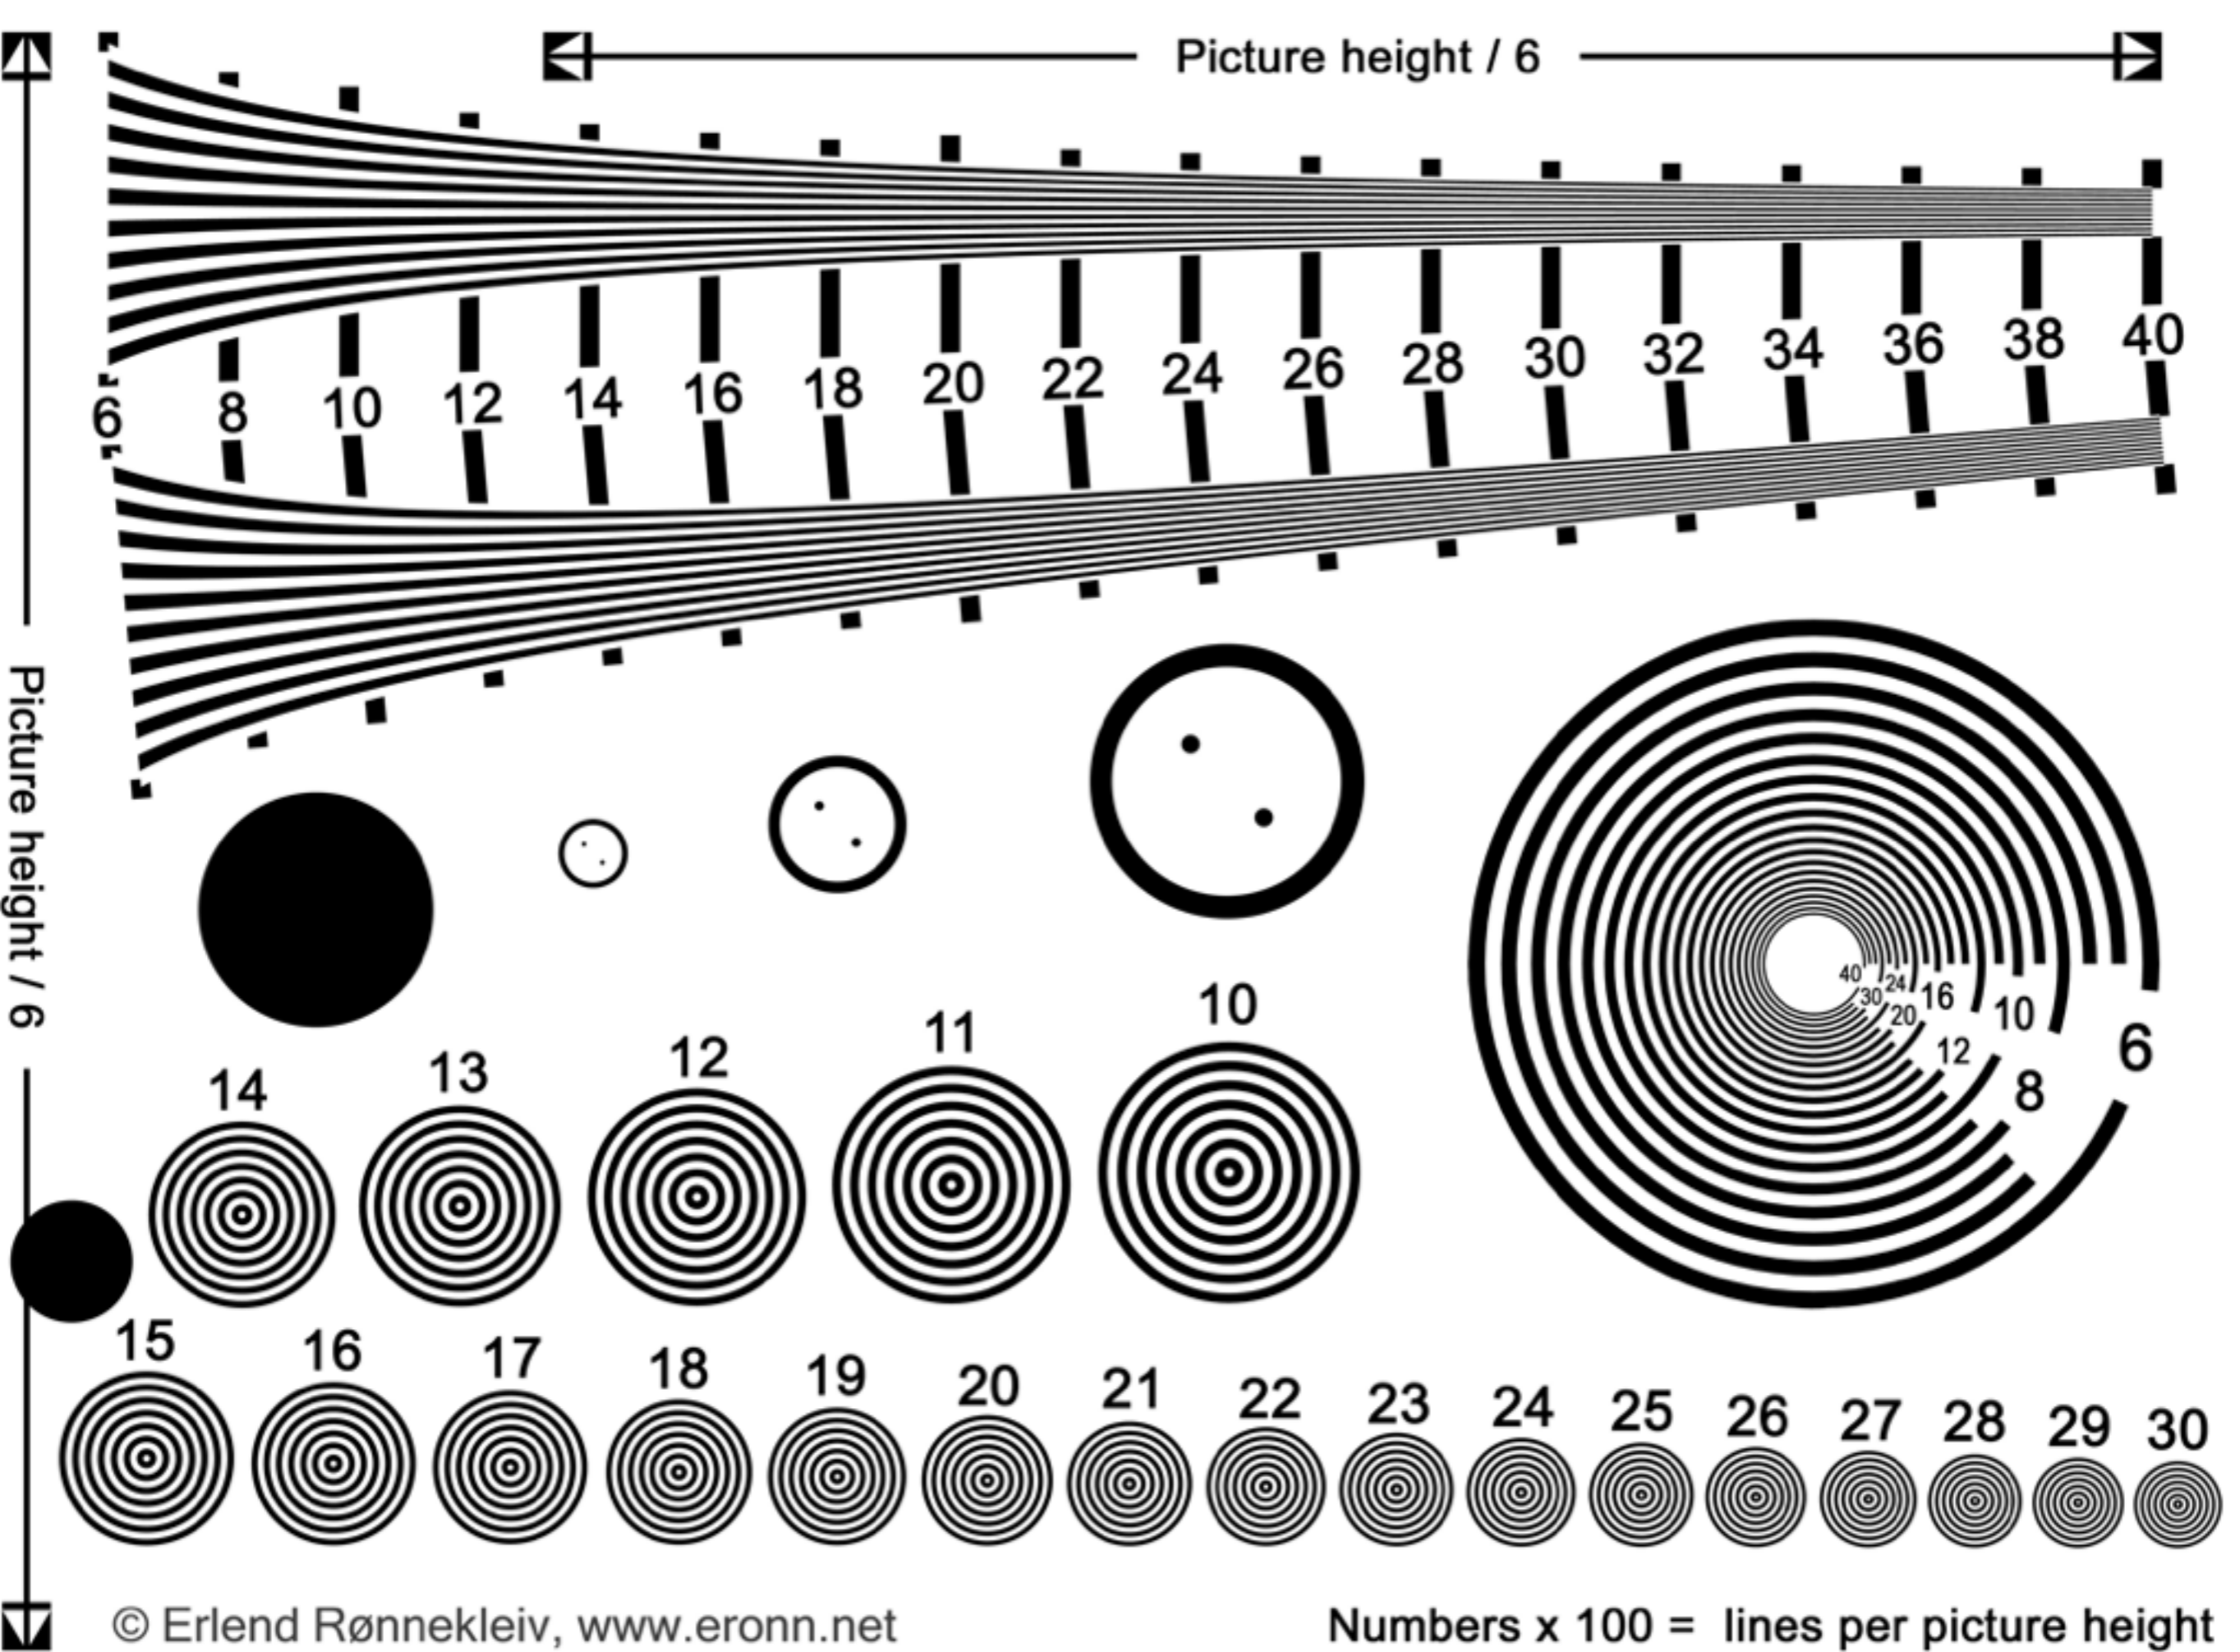 Picture height / 6
6 8 10 12 14 16 18 20 22 24 26 28 30 32 34 36 38 40
Picture height / 6
40 30 24 20 16 12 10 8 6
14 13 12 11 10
15 16 17 18 19 20 21 22 23 24 25 26 27 28 29 30
© Erlend Rønnekleiv, www.eronn.net
Numbers x 100 = lines per picture height